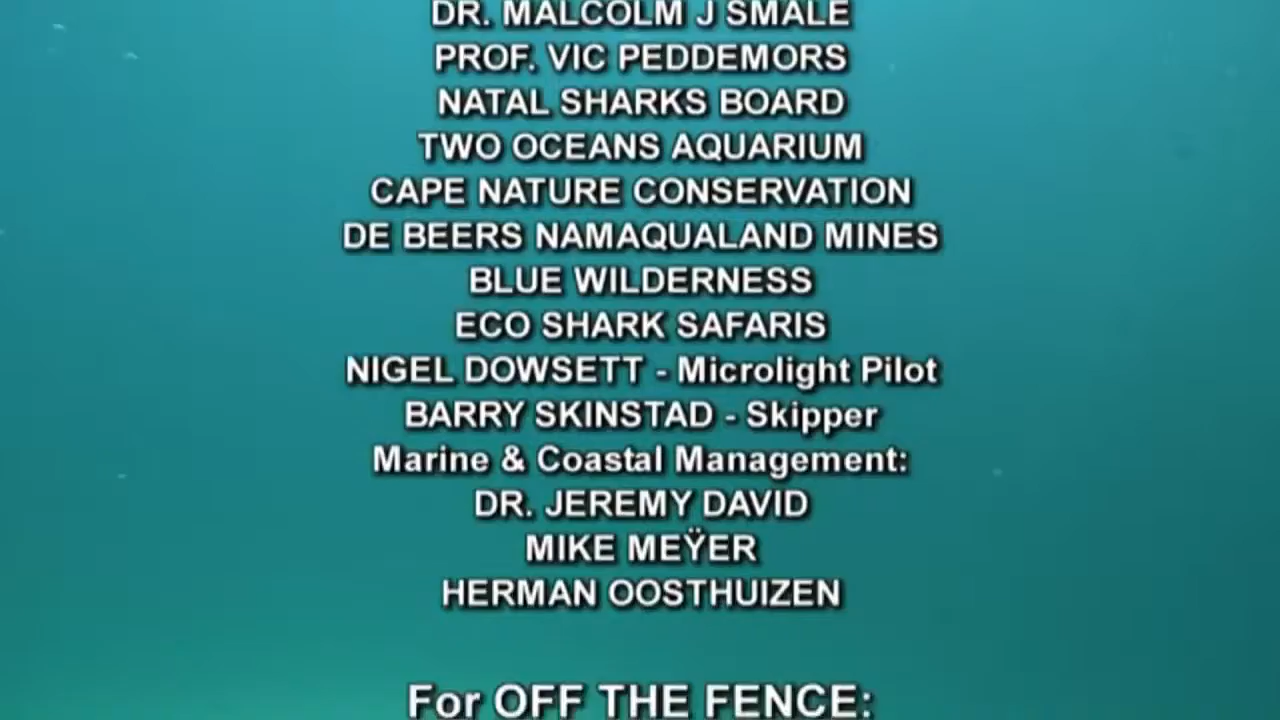 DR. MALCOLM J SMALE
PROF. VIC PEDDEMORS
NATAL SHARKS BOARD
TWO OCEANS AQUARIUM
CAPE NATURE CONSERVATION
DE BEERS NAMAQUALAND MINES
BLUE WILDERNESS
ECO SHARK SAFARIS
NIGEL DOWSETT - Microlight Pilot
BARRY SKINSTAD - Skipper
Marine & Coastal Management:
DR. JEREMY DAVID
MIKE MEŸER
HERMAN OOSTHUIZEN
For OFF THE FENCE: